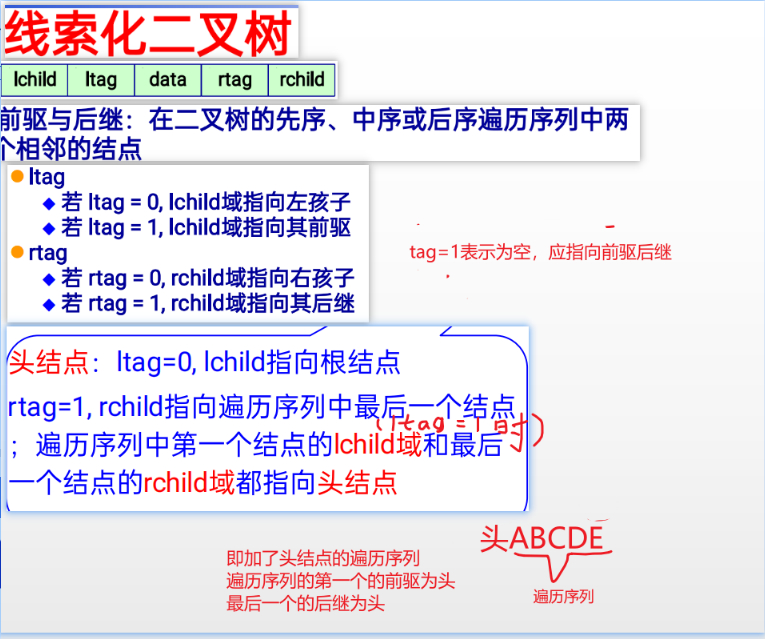 线索化二叉树
lchild ltag data rtag rchild
前驱与后继：在二叉树的先序、中序或后序遍历序列中两
个相邻的结点
ltag
若 ltag = 0, lchild域指向左孩子
若 ltag = 1, lchild域指向其前驱
rtag
若 rtag = 0, rchild域指向右孩子
若 rtag = 1, rchild域指向其后继
tag=1表示为空，应指向前驱后继
头结点：ltag=0, lchild指向根结点
rtag=1, rchild指向遍历序列中最后一个结点
(ltag=1时)
；遍历序列中第一个结点的lchild域和最后
一个结点的rchild域都指向头结点
头ABCDE
遍历序列
即加了头结点的遍历序列
遍历序列的第一个的前驱为头
最后一个的后继为头